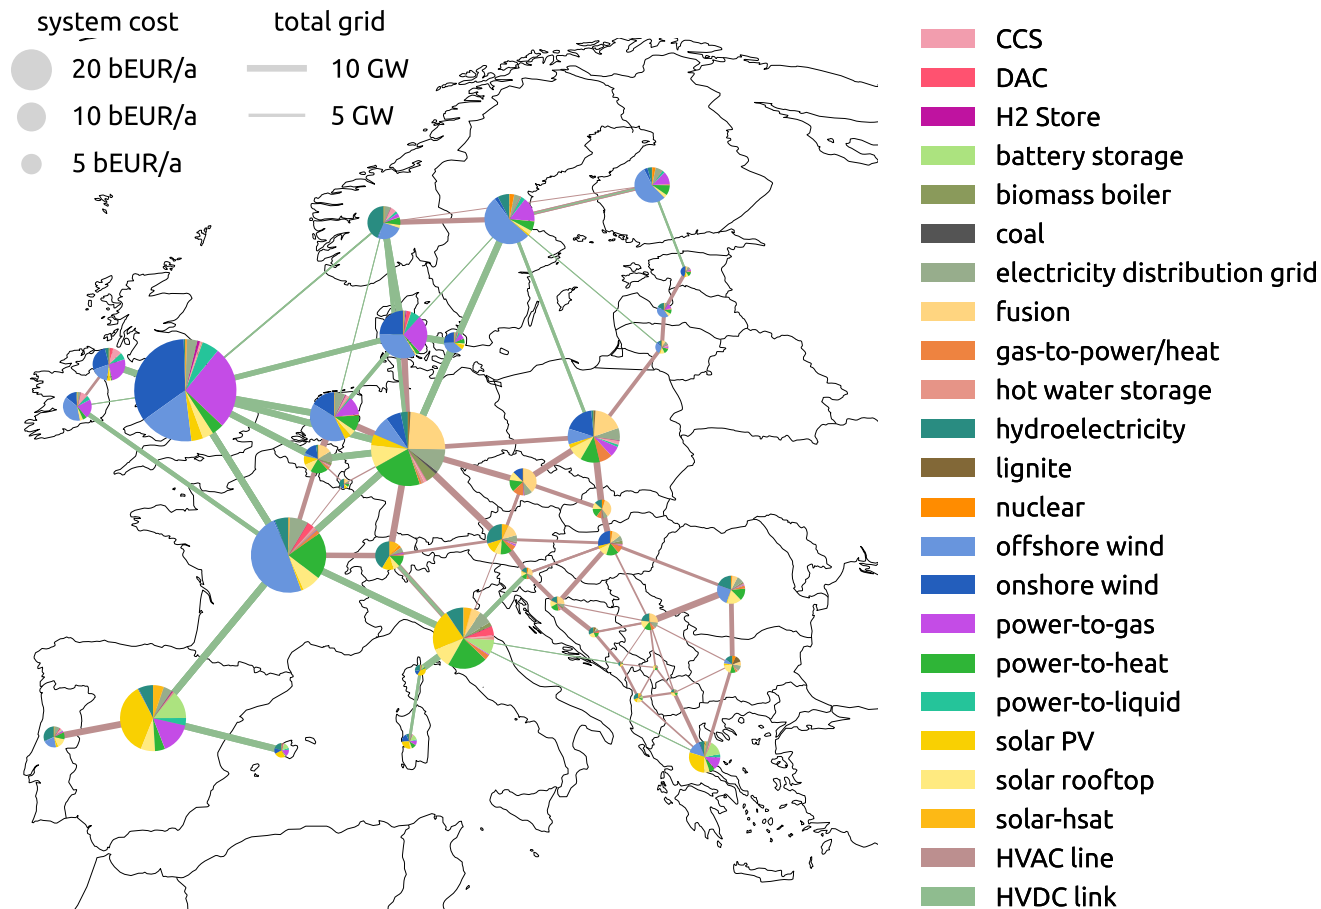 system cost
total grid
20 bEUR/a
10 GW
10 bEUR/a
5 GW
5 bEUR/a
CCS
DAC
H2 Store
battery storage
biomass boiler
coal
electricity distribution grid
fusion
gas-to-power/heat
hot water storage
hydroelectricity
lignite
nuclear
offshore wind
onshore wind
power-to-gas
power-to-heat
power-to-liquid
solar PV
solar rooftop
solar-hsat
HVAC line
HVDC link